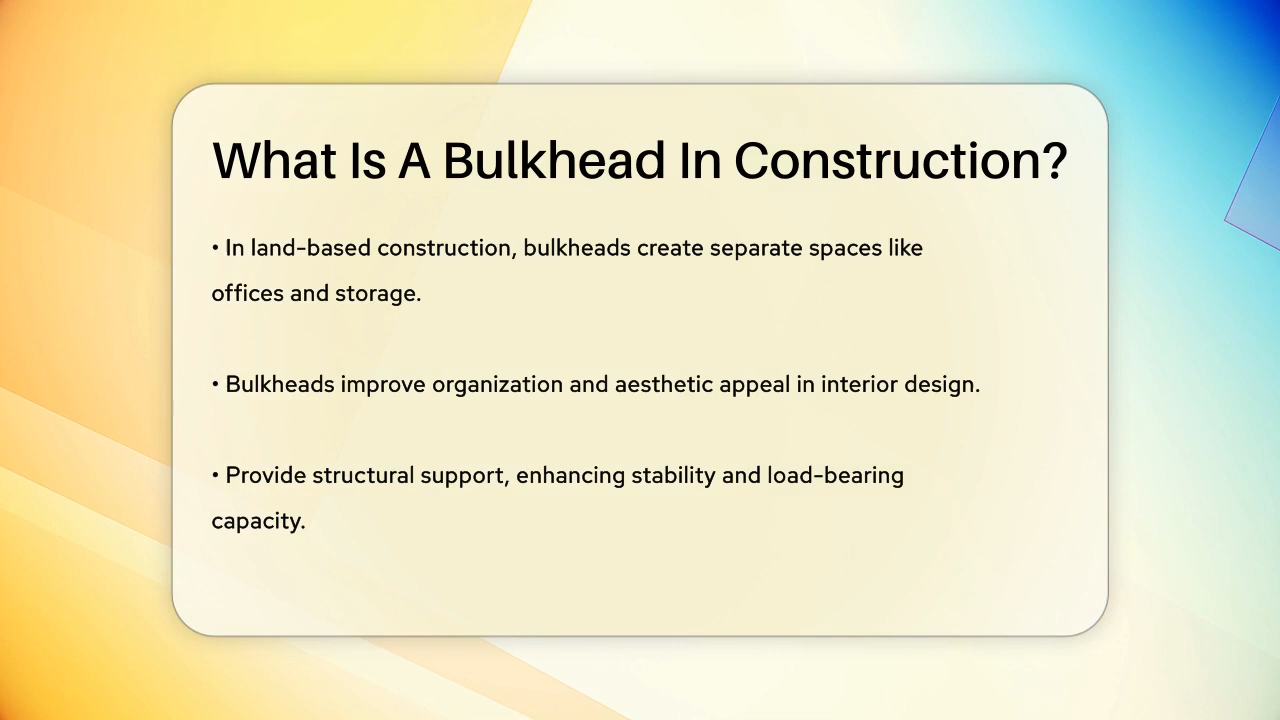 What Is A Bulkhead In Construction?
• In land-based construction, bulkheads create separate spaces like
offices and storage.
• Bulkheads improve organization and aesthetic appeal in interior design.
• Provide structural support, enhancing stability and load-bearing
capacity.